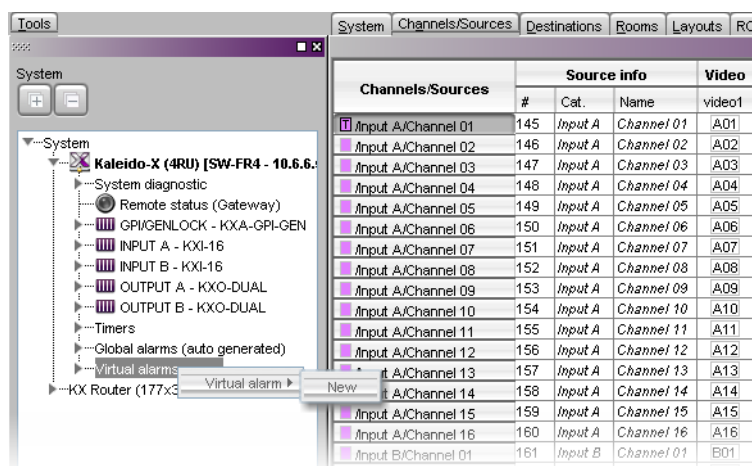 Tools
System
System Channels/Sources Destinations Rooms Layouts
Channels/Sources Source info Video
# Cat. Name video1
T /Input A/Channel 01 145 Input A Channel 01 A01
/Input A/Channel 02 146 Input A Channel 02 A02
/Input A/Channel 03 147 Input A Channel 03 A03
/Input A/Channel 04 148 Input A Channel 04 A04
/Input A/Channel 05 149 Input A Channel 05 A05
/Input A/Channel 06 150 Input A Channel 06 A06
/Input A/Channel 07 151 Input A Channel 07 A07
/Input A/Channel 08 152 Input A Channel 08 A08
/Input A/Channel 09 153 Input A Channel 09 A09
/Input A/Channel 10 154 Input A Channel 10 A10
/Input A/Channel 11 155 Input A Channel 11 A11
/Input A/Channel 12 156 Input A Channel 12 A12
A/Channel 13 157 Input A Channel 13 A13
A/Channel 14 158 Input A Channel 14 A14
/Input A/Channel 15 159 Input A Channel 15 A15
/Input A/Channel 16 160 Input A Channel 16 A16
/Input B/Channel 01 161 Input B Channel 01 B01
System
Kaleido-X (4RU) [SW-FR4 - 10.6.6.
System diagnostic
Remote status (Gateway)
GPI/GENLOCK - KXA-GPI-GEN
INPUT A - KXI-16
INPUT B - KXI-16
OUTPUT A - KXO-DUAL
OUTPUT B - KXO-DUAL
Timers
Global alarms (auto generated)
Virtual alarms
KX Router (177x3
Virtual alarm
New